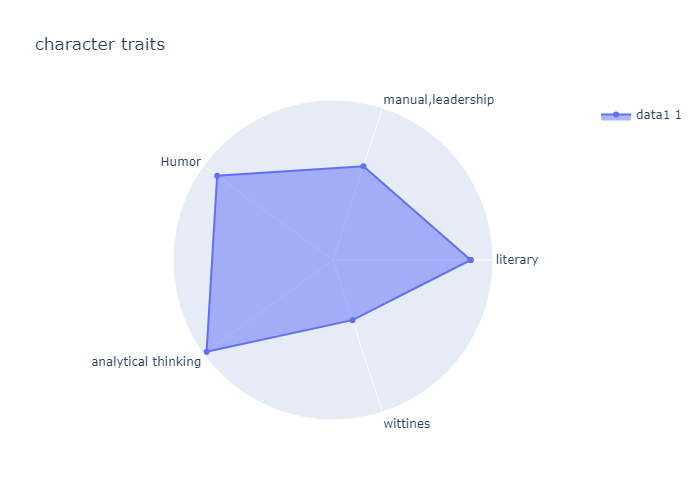 character traits
manual,leadership
data1 1
Humor
literary
analytical thinking
wittines